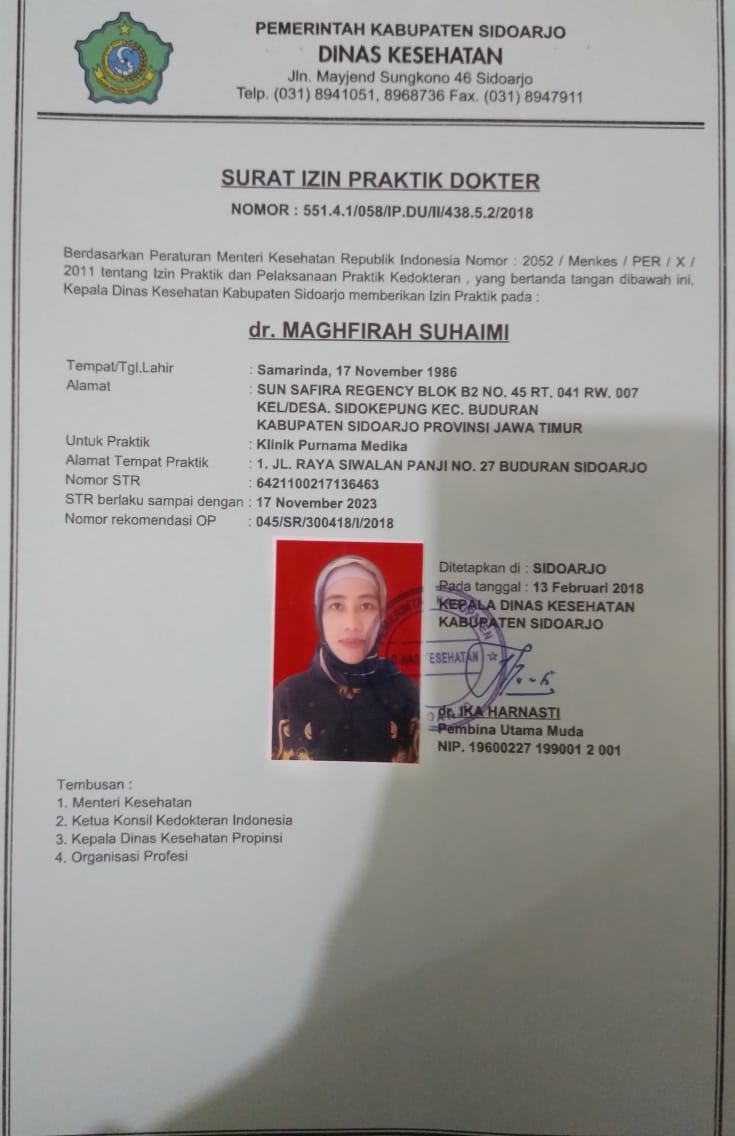 PEMERINTAH KABUPATEN SIDOARJO
DINAS KESEHATAN
Jln. Mayjend Sungkono 46 Sidoarjo
Telp. (031) 8941051, 8968736 Fax. (031) 8947911
SURAT IZIN PRAKTIK DOKTER
NOMOR : 551.4.1/058/IP.DU/II/438.5.2/2018
Berdasarkan Peraturan Menteri Kesehatan Republik Indonesia Nomor : 2052 / Menkes / PER / X /
2011 tentang Izin Praktik dan Pelaksanaan Praktik Kedokteran , yang bertanda tangan dibawah ini,
Kepala Dinas Kesehatan Kabupaten Sidoarjo memberikan Izin Praktik pada :
dr. MAGHFIRAH SUHAIMI
Tempat/Tgl.Lahir : Samarinda, 17 November 1986
Alamat : SUN SAFIRA REGENCY BLOK B2 NO. 45 RT. 041 RW. 007
KEL/DESA. SIDOKEPUNG KEC. BUDURAN
KABUPATEN SIDOARJO PROVINSI JAWA TIMUR
Untuk Praktik : Klinik Purnama Medika
Alamat Tempat Praktik : 1. JL. RAYA SIWALAN PANJI NO. 27 BUDURAN SIDOARJO
Nomor STR : 6421100217136463
STR berlaku sampai dengan : 17 November 2023
Nomor rekomendasi OP : 045/SR/300418/I/2018
Ditetapkan di : SIDOARJO
Pada tanggal : 13 Februari 2018
KEPALA DINAS KESEHATAN
KABUPATEN SIDOARJO
dr. IKA HARNASTI
Pembina Utama Muda
NIP. 19600227 199001 2 001
Tembusan :
1. Menteri Kesehatan
2. Ketua Konsil Kedokteran Indonesia
3. Kepala Dinas Kesehatan Propinsi
4. Organisasi Profesi